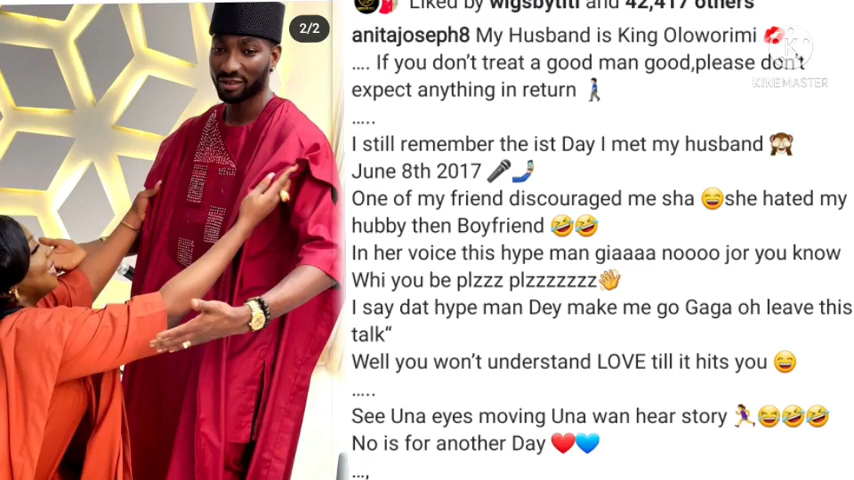 2/2
Liked by wigsbytiti and 42,417 others
anitajoseph8 My Husband is King Oloworimi 💋
.... If you don't treat a good man good,please don't
expect anything in return 🚶🏻‍♂️
.....
I still remember the ist Day I met my husband 🙈
June 8th 2017 🎤🤳
One of my friend discouraged me sha 😄she hated my
hubby then Boyfriend 🤣🤣
In her voice this hype man giaaaa noooo jor you know
Whi you be plzzz plzzzzzzz👋
I say dat hype man Dey make me go Gaga oh leave this
talk“
Well you won't understand LOVE till it hits you 😄
.....
See Una eyes moving Una wan hear story 🏃‍♀️😂🤣🤣
No is for another Day ❤️💙
...,
K
KINEMASTER